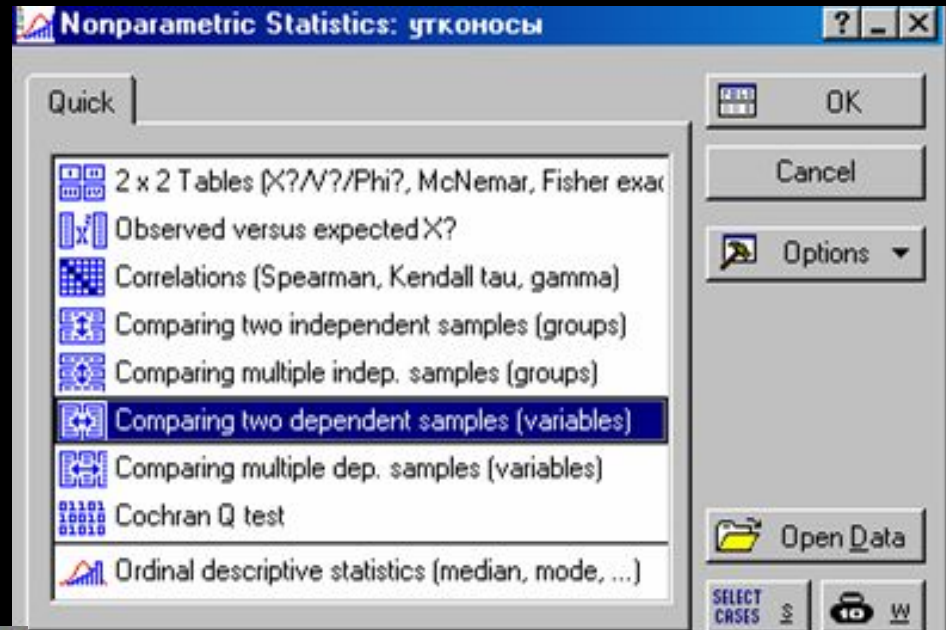 Nonparametric Statistics: утконосы
Quick
2 x 2 Tables (X?/V?/Phi?, McNemar, Fisher exac
Observed versus expected X?
Correlations (Spearman, Kendall tau, gamma)
Comparing two independent samples (groups)
Comparing multiple indep. samples (groups)
Comparing two dependent samples (variables)
Comparing multiple dep. samples (variables)
Cochran Q test
Ordinal descriptive statistics (median, mode, ...)
OK
Cancel
Options
Open Data
SELECT
CASES S
W